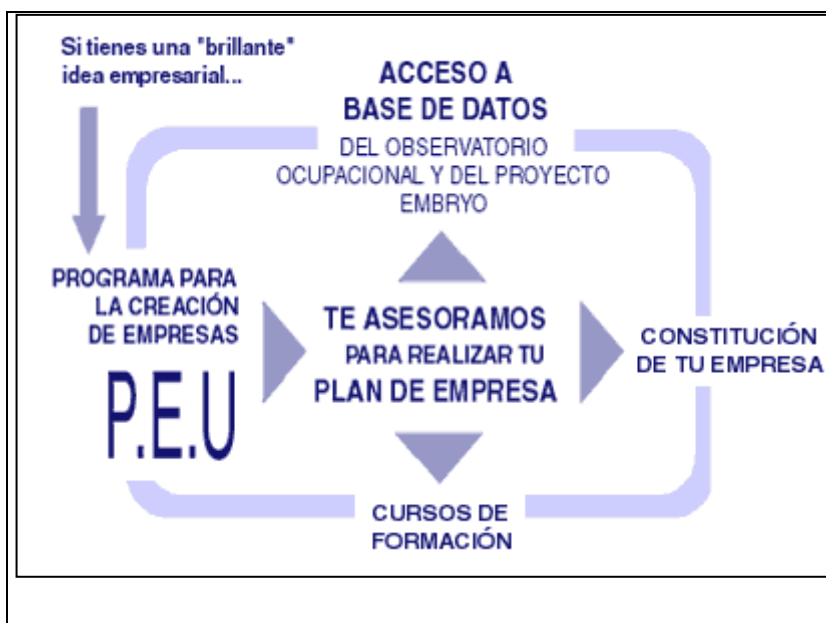 Si tienes una "brillante"
idea empresarial...
ACCESO A
BASE DE DATOS
DEL OBSERVATORIO
OCUPACIONAL Y DEL PROYECTO
EMBRYO
PROGRAMA PARA
LA CREACIÓN
DE EMPRESAS
P.E.U
TE ASESORAMOS
PARA REALIZAR TU
PLAN DE EMPRESA
CONSTITUCIÓN
DE TU EMPRESA
CURSOS DE
FORMACIÓN